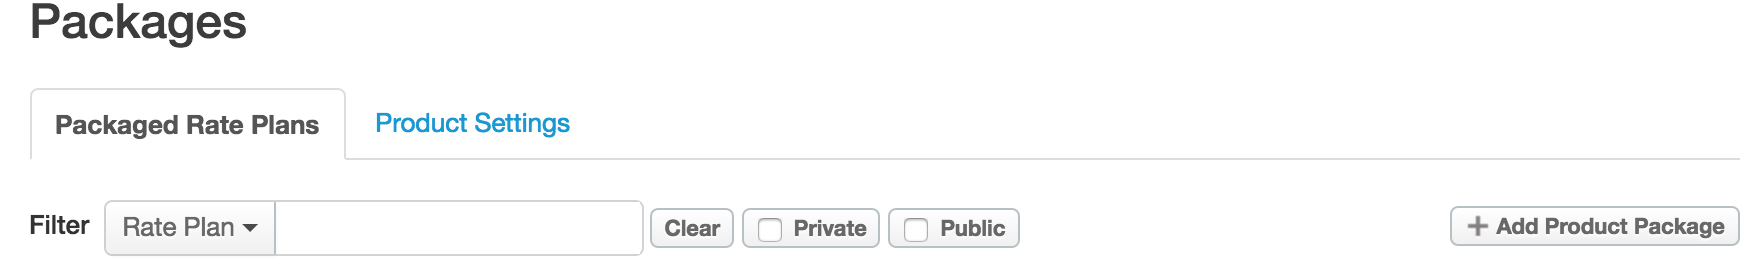 Packages
Packaged Rate Plans Product Settings
Filter Rate Plan Clear Private Public + Add Product Package